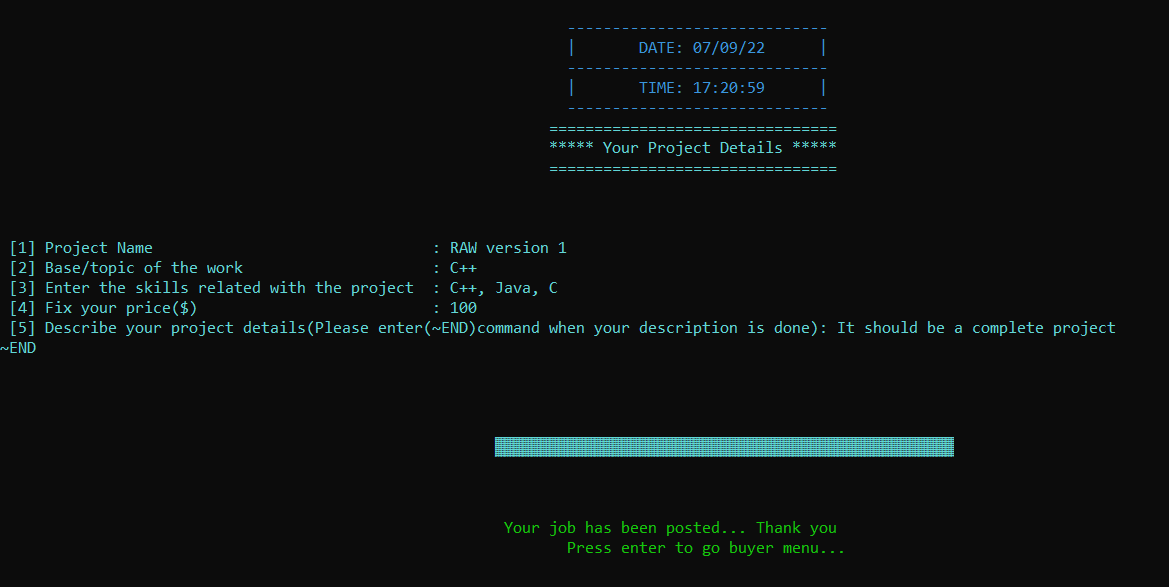 -----------------------------
|       DATE: 07/09/22      |
-----------------------------
|       TIME: 17:20:59      |
-----------------------------
================================
***** Your Project Details *****
================================
[1] Project Name                               : RAW version 1
[2] Base/topic of the work                     : C++
[3] Enter the skills related with the project  : C++, Java, C
[4] Fix your price($)                          : 100
[5] Describe your project details(Please enter(~END)command when your description is done): It should be a complete project
~END
Your job has been posted... Thank you
Press enter to go buyer menu...